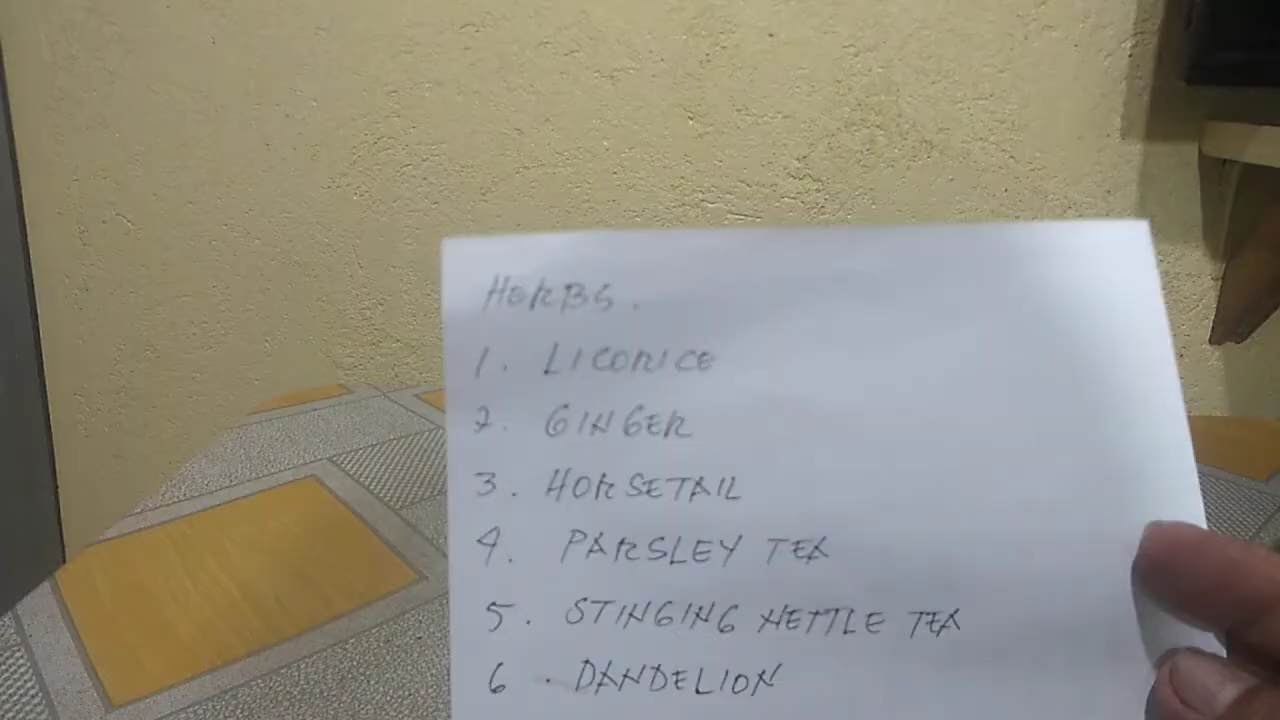 HERBS.
1. LICORICE
2. GINGER
3. HORSETAIL
4. PARSLEY TEA
5. STINGING NETTLE TEA
6. DANDELION